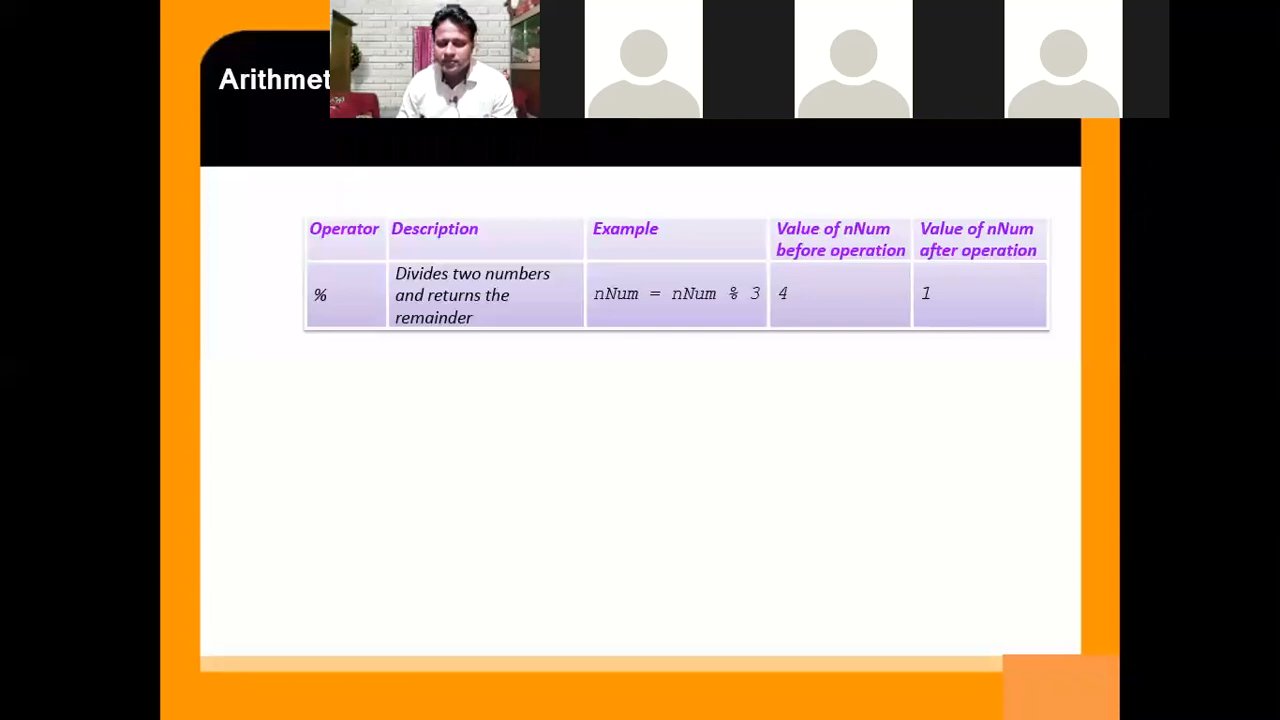 Arithmet
Operator Description Example Value of nNum before operation Value of nNum after operation
% Divides two numbers and returns the remainder nNum = nNum % 3 4 1